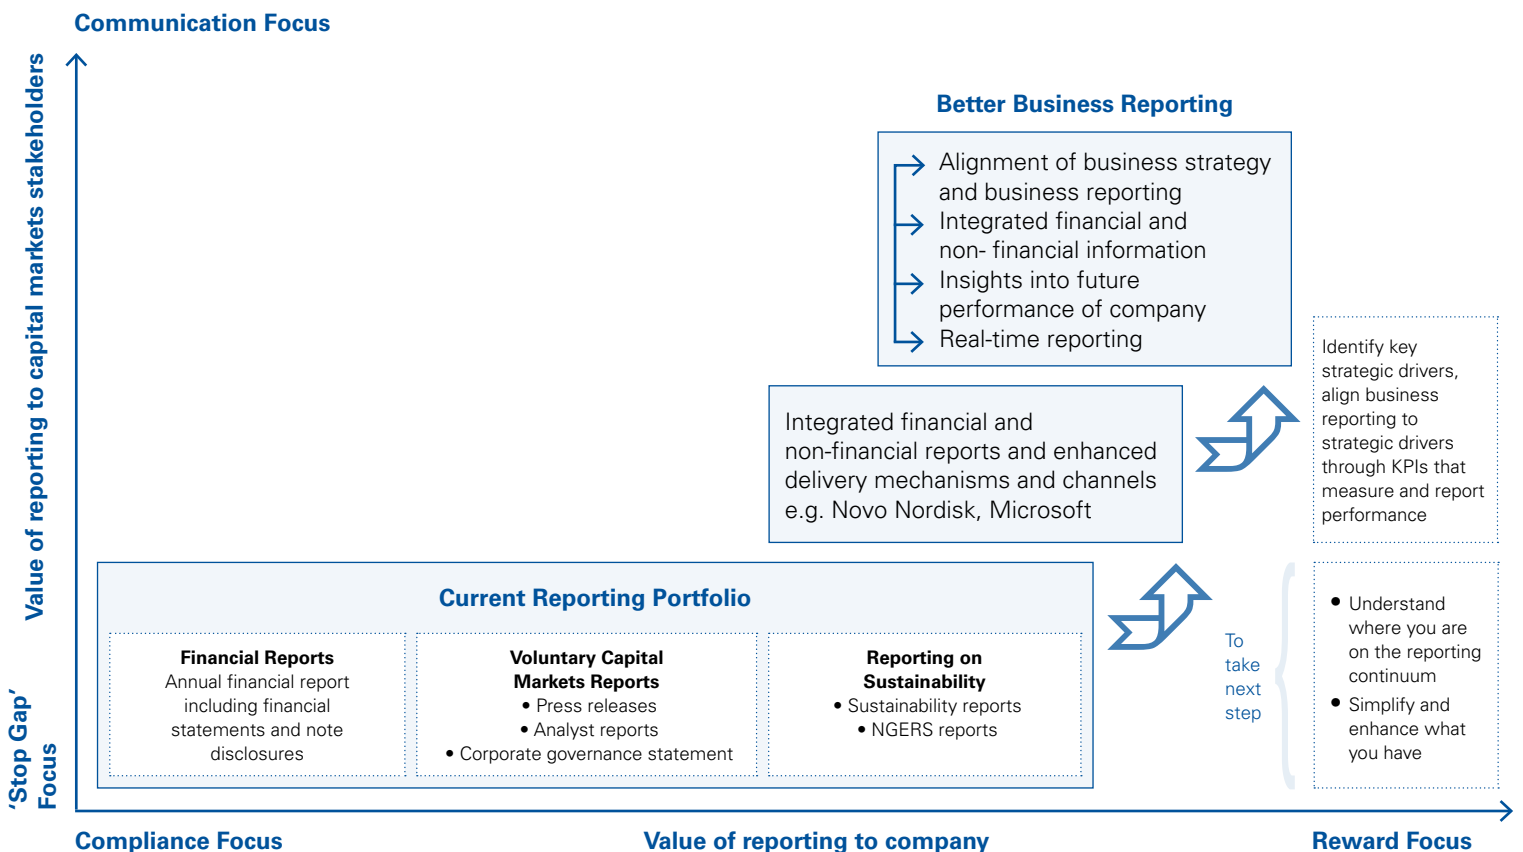 Communication Focus
Value of reporting to capital markets stakeholders
'Stop Gap'
Focus
Better Business Reporting
Alignment of business strategy
and business reporting
Integrated financial and
non- financial information
Insights into future
performance of company
Real-time reporting
Identify key
strategic drivers,
align business
reporting to
strategic drivers
through KPIs that
measure and report
performance
Integrated financial and
non-financial reports and enhanced
delivery mechanisms and channels
e.g. Novo Nordisk, Microsoft
Current Reporting Portfolio
Financial Reports
Annual financial report
including financial
statements and note
disclosures
Voluntary Capital
Markets Reports
• Press releases
• Analyst reports
• Corporate governance statement
Reporting on
Sustainability
• Sustainability reports
• NGERS reports
To
take
next
step
• Understand
where you are
on the reporting
continuum
• Simplify and
enhance what
you have
Compliance Focus
Value of reporting to company
Reward Focus